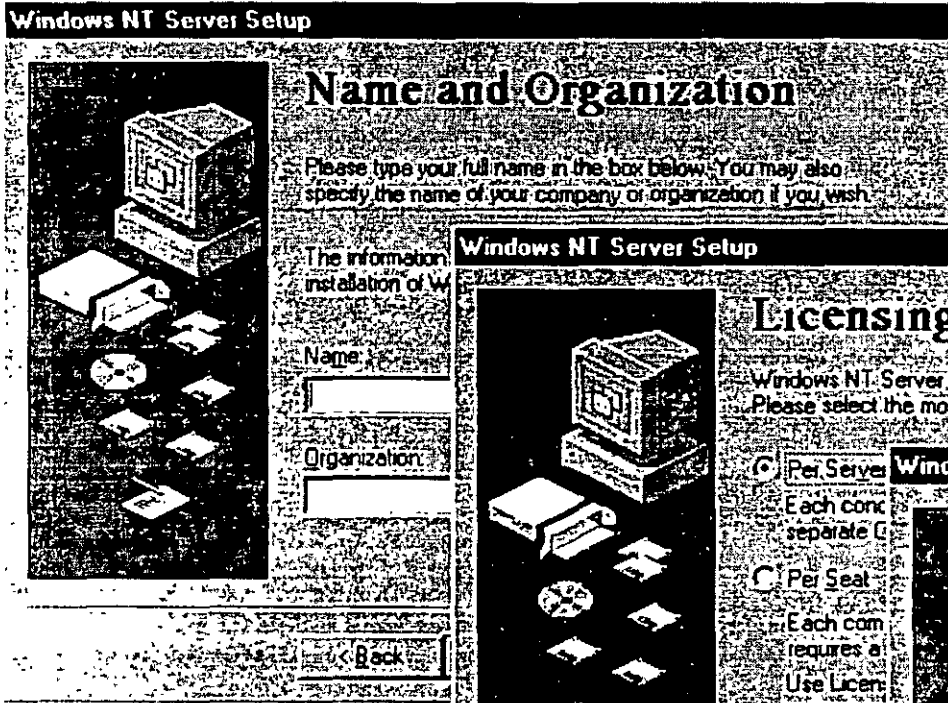 Windows NT Server Setup
Name and Organization
Please type your full name in the box below. You may also
specify the name of your company or organization if you wish.
The information
installation of W
Name:
Organization:
< Back
Windows NT Server Setup
Licensing
Windows NT Server
Please select the mo
Per Server
Each conc
separate C
Per Seat
Each com
requires a
Use Licen
Wind